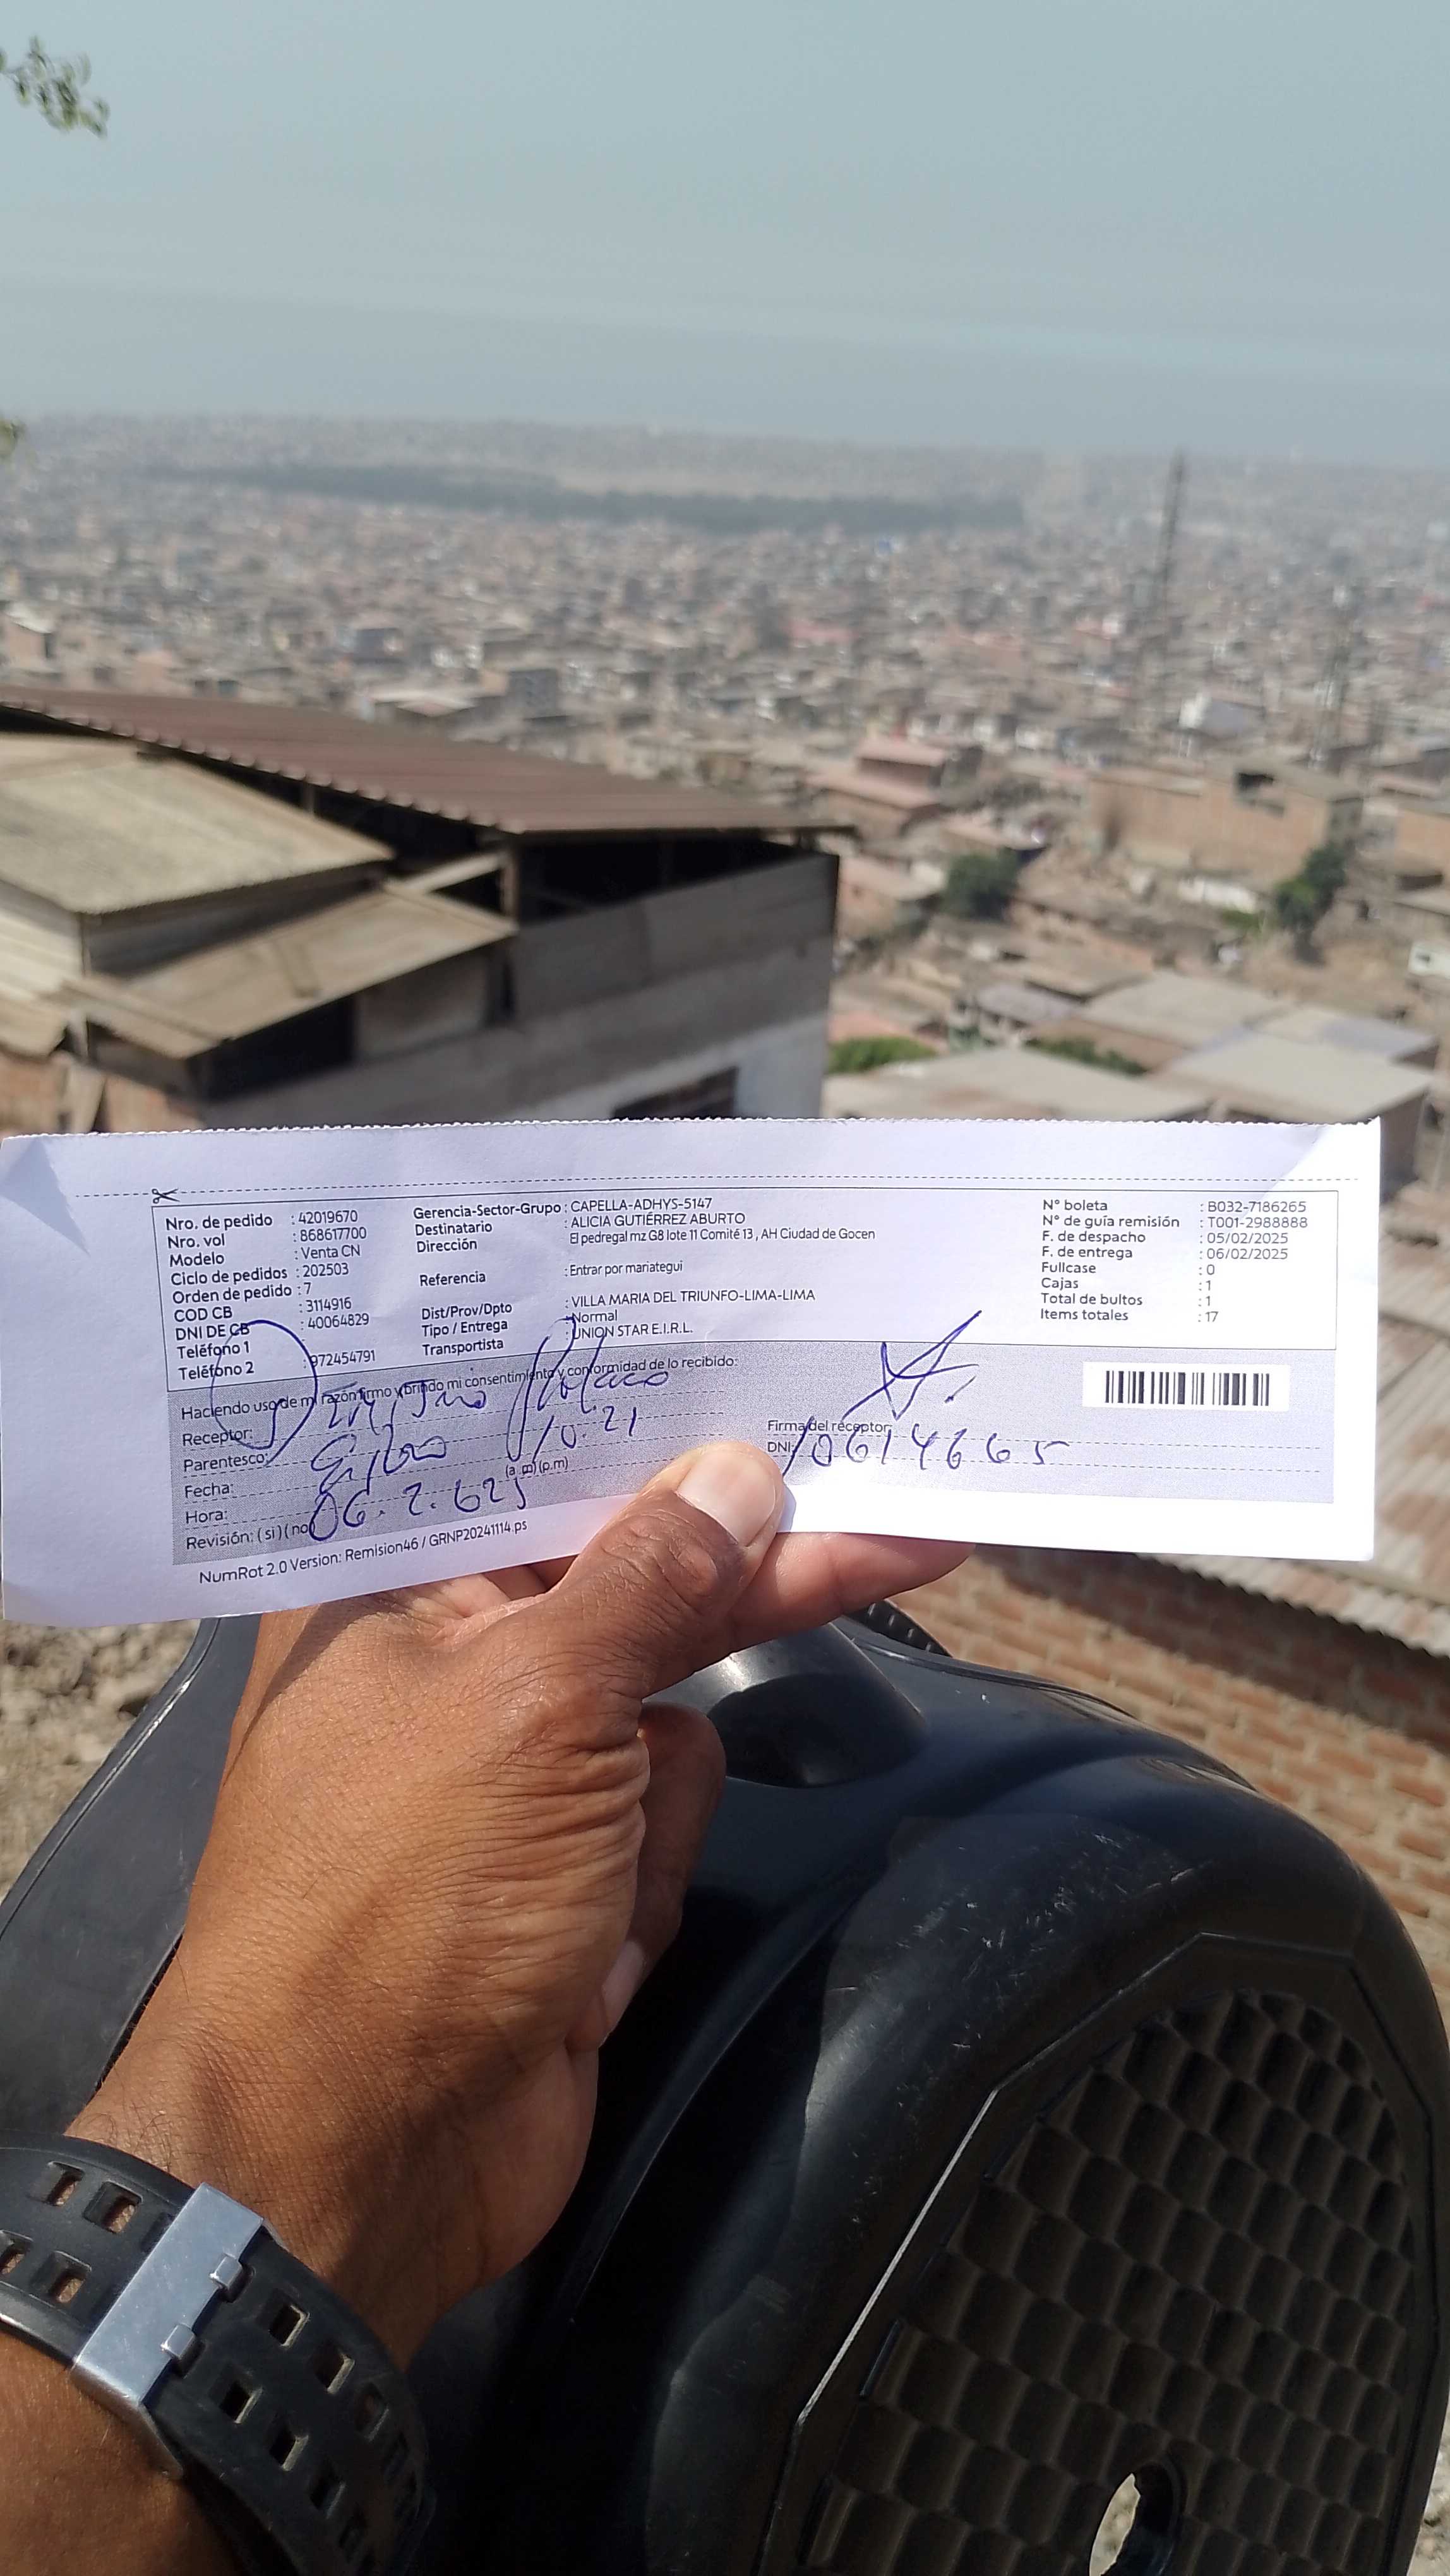 Nro. de pedido : 42019670
Nro. vol : 868617700
Modelo : Venta CN
Ciclo de pedidos : 202503
Orden de pedido : 7
COD CB : 3114916
DNI DE CB : 40064829
Teléfono 1
Teléfono 2 : 972454791
Gerencia-Sector-Grupo : CAPELLA-ADHYS-5147
Destinatario : ALICIA GUTIÉRREZ ABURTO
Dirección : El pedregal mz G8 lote 11 Comité 13 , AH Ciudad de Gocen
Referencia : Entrar por mariategui
Dist/Prov/Dpto : VILLA MARIA DEL TRIUNFO-LIMA-LIMA
Tipo / Entrega : Normal
Transportista : UNION STAR E.I.R.L.
N° boleta : B032-7186265
N° de guía remisión : T001-2988888
F. de despacho : 05/02/2025
F. de entrega : 06/02/2025
Fullcase : 0
Cajas : 1
Total de bultos : 1
Items totales : 17
Haciendo uso de mi razón firmo y brindo mi consentimiento y conformidad de lo recibido:
Receptor:
Parentesco:
Fecha: 10:21
Hora: (a.m) (p.m)
Revisión: ( si ) ( no
Firma del receptor:
DNI:
NumRot 2.0 Version: Remision46 / GRNP20241114.ps